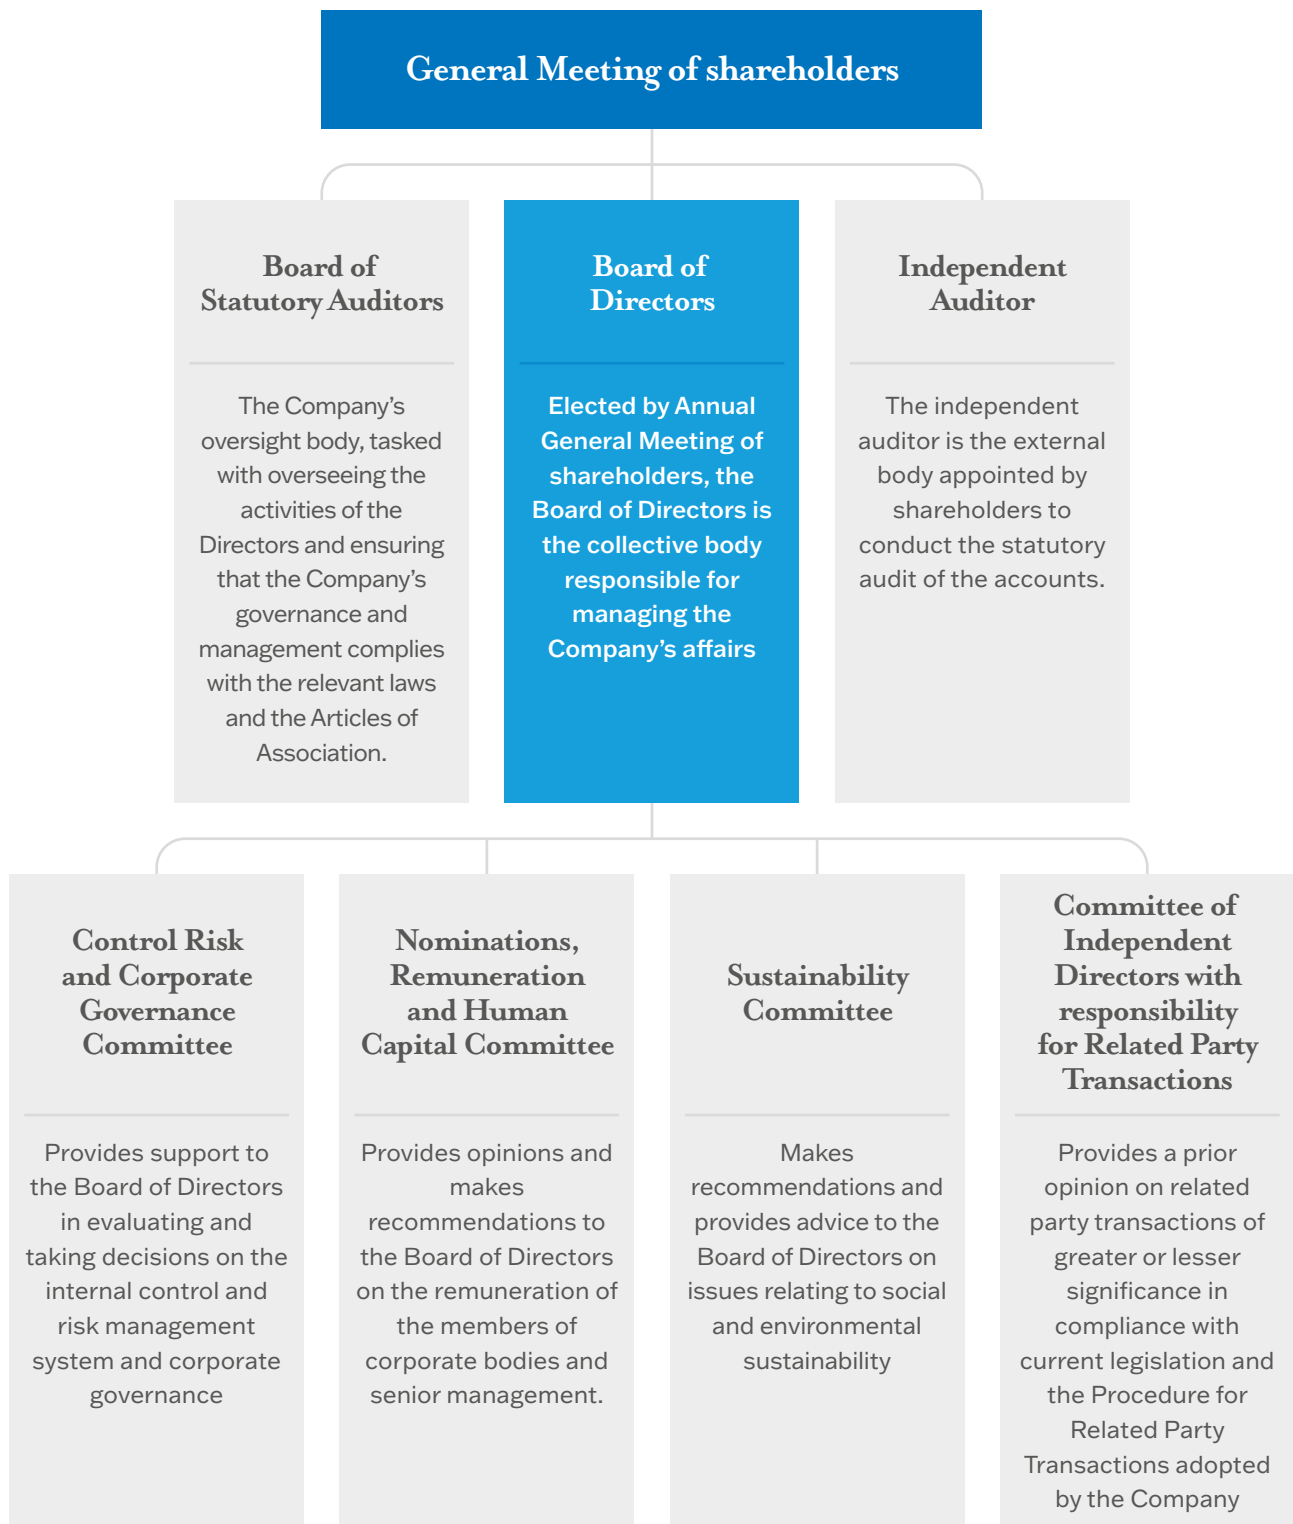 General Meeting of shareholders
Board of
Statutory Auditors
The Company’s
oversight body, tasked
with overseeing the
activities of the
Directors and ensuring
that the Company’s
governance and
management complies
with the relevant laws
and the Articles of
Association.
Board of
Directors
Elected by Annual
General Meeting of
shareholders, the
Board of Directors is
the collective body
responsible for
managing the
Company’s affairs
Independent
Auditor
The independent
auditor is the external
body appointed by
shareholders to
conduct the statutory
audit of the accounts.
Control Risk
and Corporate
Governance
Committee
Provides support to
the Board of Directors
in evaluating and
taking decisions on the
internal control and
risk management
system and corporate
governance
Nominations,
Remuneration
and Human
Capital Committee
Provides opinions and
makes
recommendations to
the Board of Directors
on the remuneration of
the members of
corporate bodies and
senior management.
Sustainability
Committee
Makes
recommendations and
provides advice to the
Board of Directors on
issues relating to social
and environmental
sustainability
Committee of
Independent
Directors with
responsibility
for Related Party
Transactions
Provides a prior
opinion on related
party transactions of
greater or lesser
significance in
compliance with
current legislation and
the Procedure for
Related Party
Transactions adopted
by the Company